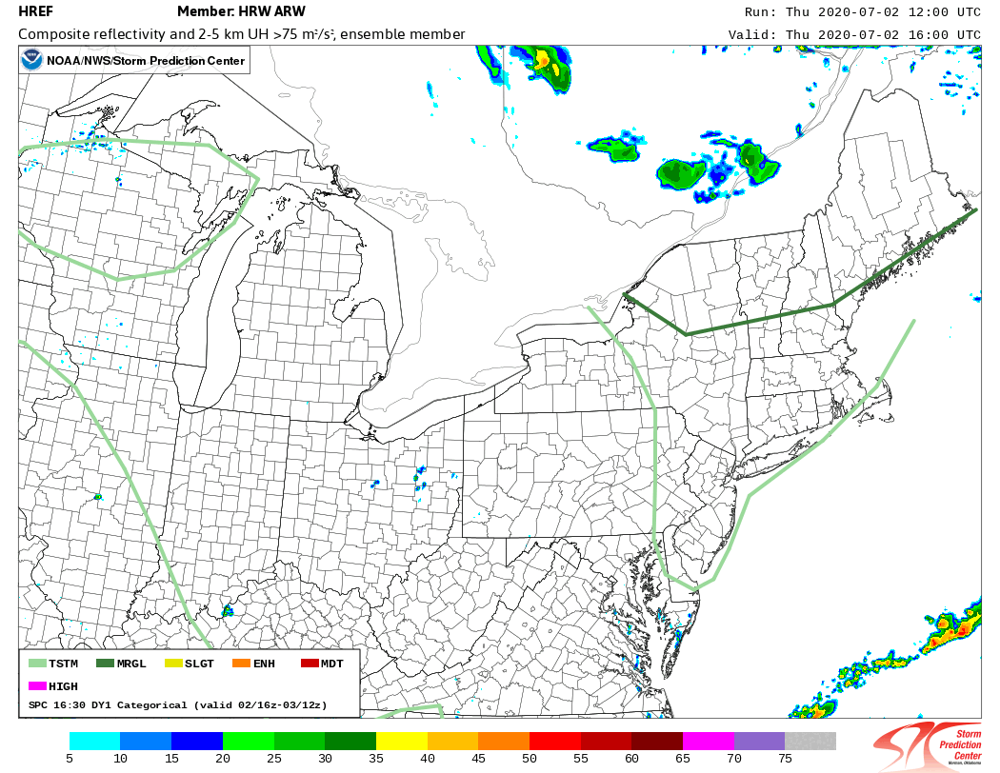 HREF Member: HRW ARW Run: Thu 2020-07-02 12:00 UTC
Composite reflectivity and 2-5 km UH >75 m²/s², ensemble member Valid: Thu 2020-07-02 16:00 UTC
NOAA/NWS/Storm Prediction Center
TSTM MRGL SLGT ENH MDT
HIGH
SPC 16:30 DY1 Categorical (valid 02/16z-03/12z)
5 10 15 20 25 30 35 40 45 50 55 60 65 70 75
Storm
Prediction
Center
Norman, Oklahoma